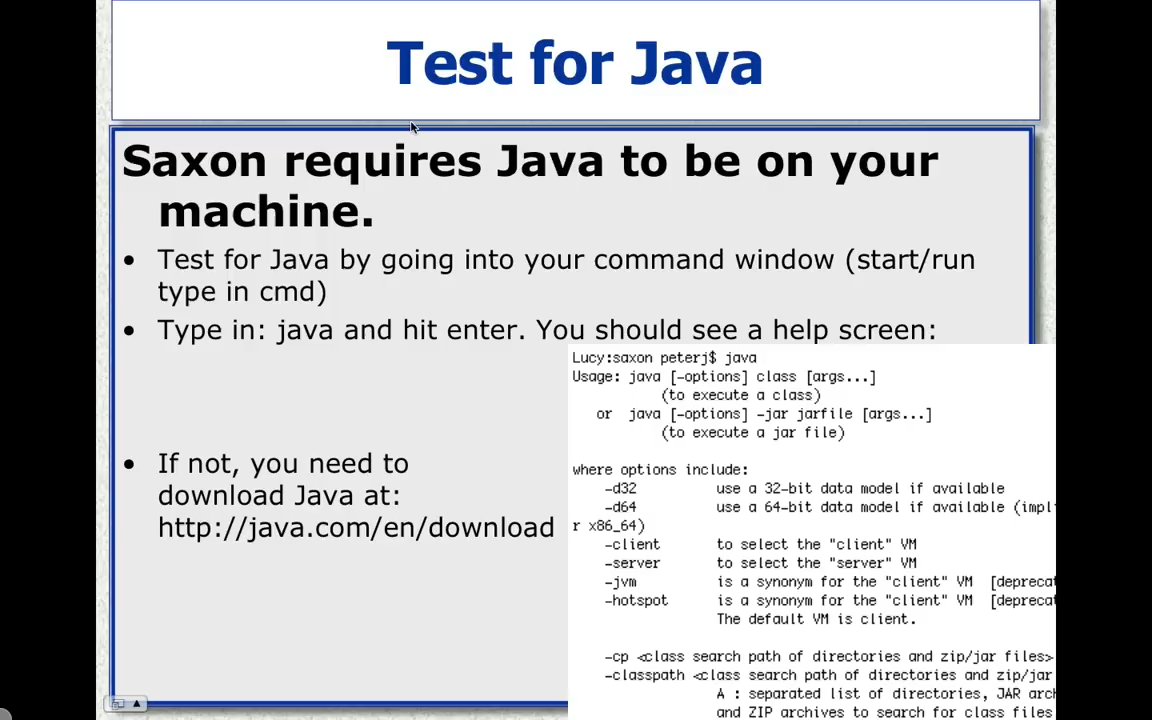 Test for Java
Saxon requires Java to be on your
machine.
• Test for Java by going into your command window (start/run
type in cmd)
• Type in: java and hit enter. You should see a help screen:
• If not, you need to
download Java at:
http://java.com/en/download
Lucy:saxon peterj$ java
Usage: java [-options] class [args...]
(to execute a class)
or java [-options] -jar jarfile [args...]
(to execute a jar file)
where options include:
-d32 use a 32-bit data model if available
-d64 use a 64-bit data model if available (impli
r x86_64)
-client to select the "client" VM
-server to select the "server" VM
-jvm is a synonym for the "client" VM [deprecat
-hotspot is a synonym for the "client" VM [deprecat
The default VM is client.
-cp <class search path of directories and zip/jar files>
-classpath <class search path of directories and zip/jar
A : separated list of directories, JAR arch
and ZIP archives to search for class files